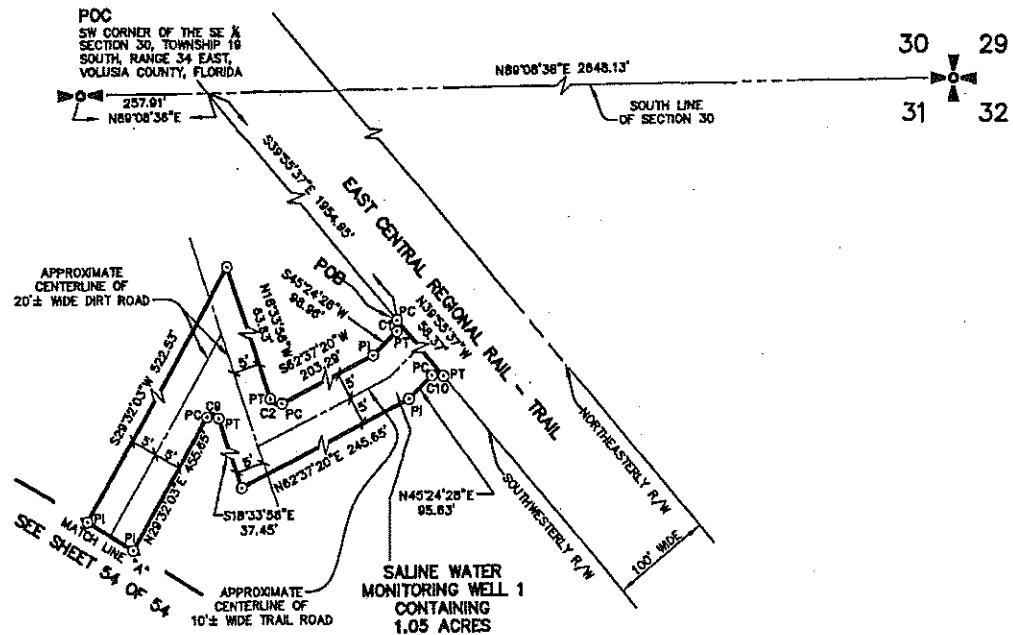 POC
SW CORNER OF THE SE ¼
SECTION 30, TOWNSHIP 19
SOUTH, RANGE 34 EAST,
VOLUSIA COUNTY, FLORIDA
30 29
31 32
N89°08'38"E 2648.13'
SOUTH LINE
OF SECTION 30
257.91'
N89°08'38"E
S39°55'37"E 1954.95'
EAST CENTRAL REGIONAL RAIL - TRAIL
APPROXIMATE
CENTERLINE OF
20'± WIDE DIRT ROAD
POB
S45°24'28"W
98.96'
PC
C1
PT
N39°55'37"W
58.37'
N18°33'58"W
63.83'
S62°37'20"W
203.29'
PI
5'
PT
C2
PC
PC
PT
C10
PI
S29°32'03"W 522.53'
C9
PC
PT
5'
5'
5'
5'
5'
N62°37'20"E 245.65'
N29°32'03"E 455.65'
S18°33'58"E
37.45'
N45°24'28"E
95.63'
SOUTHWESTERLY R/W
NORTHEASTERLY R/W
100' WIDE
PI
MATCH LINE "A"
PI
SEE SHEET 54 OF 54
APPROXIMATE
CENTERLINE OF
10'± WIDE TRAIL ROAD
SALINE WATER
MONITORING WELL 1
CONTAINING
1.05 ACRES